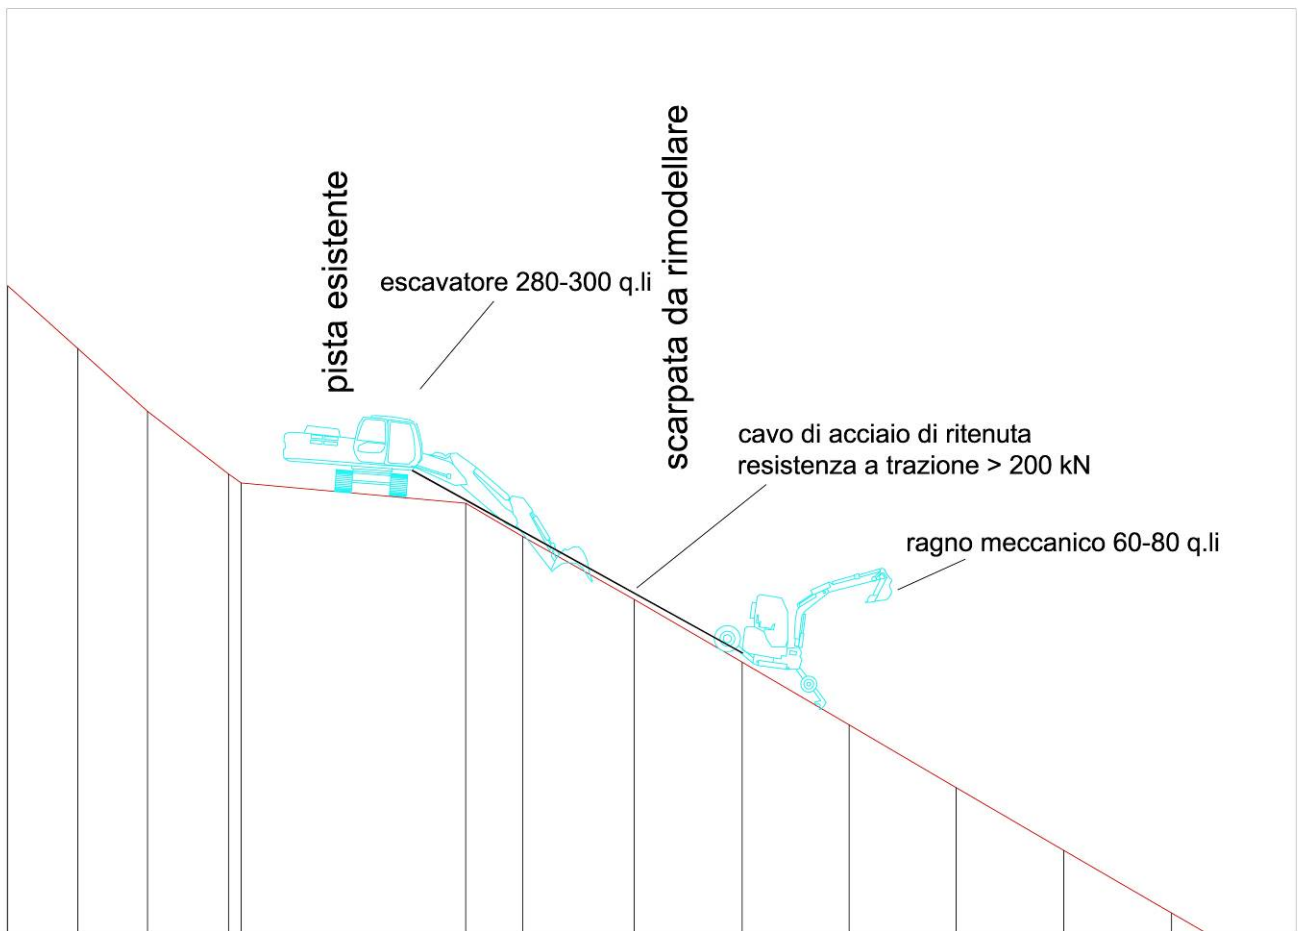 pista esistente
escavatore 280-300 q.li
scarpata da rimodellare
cavo di acciaio di ritenuta
resistenza a trazione > 200 kN
ragno meccanico 60-80 q.li